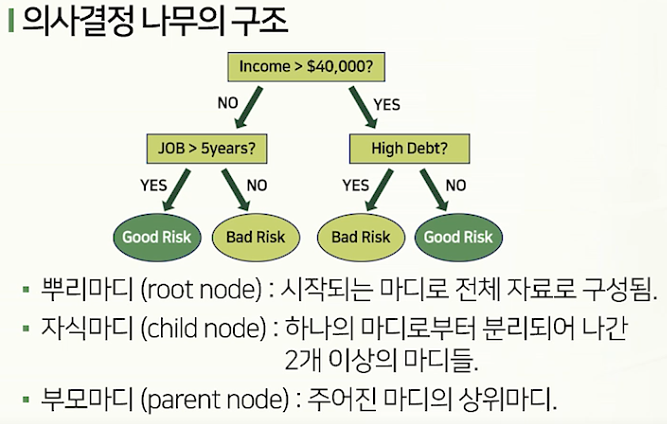 의사결정 나무의 구조
Income > $40,000?
NO YES
JOB > 5years? High Debt?
YES NO YES NO
Good Risk Bad Risk Bad Risk Good Risk
▪ 뿌리마디 (root node) : 시작되는 마디로 전체 자료로 구성됨.
▪ 자식마디 (child node) : 하나의 마디로부터 분리되어 나간
2개 이상의 마디들.
▪ 부모마디 (parent node) : 주어진 마디의 상위마디.